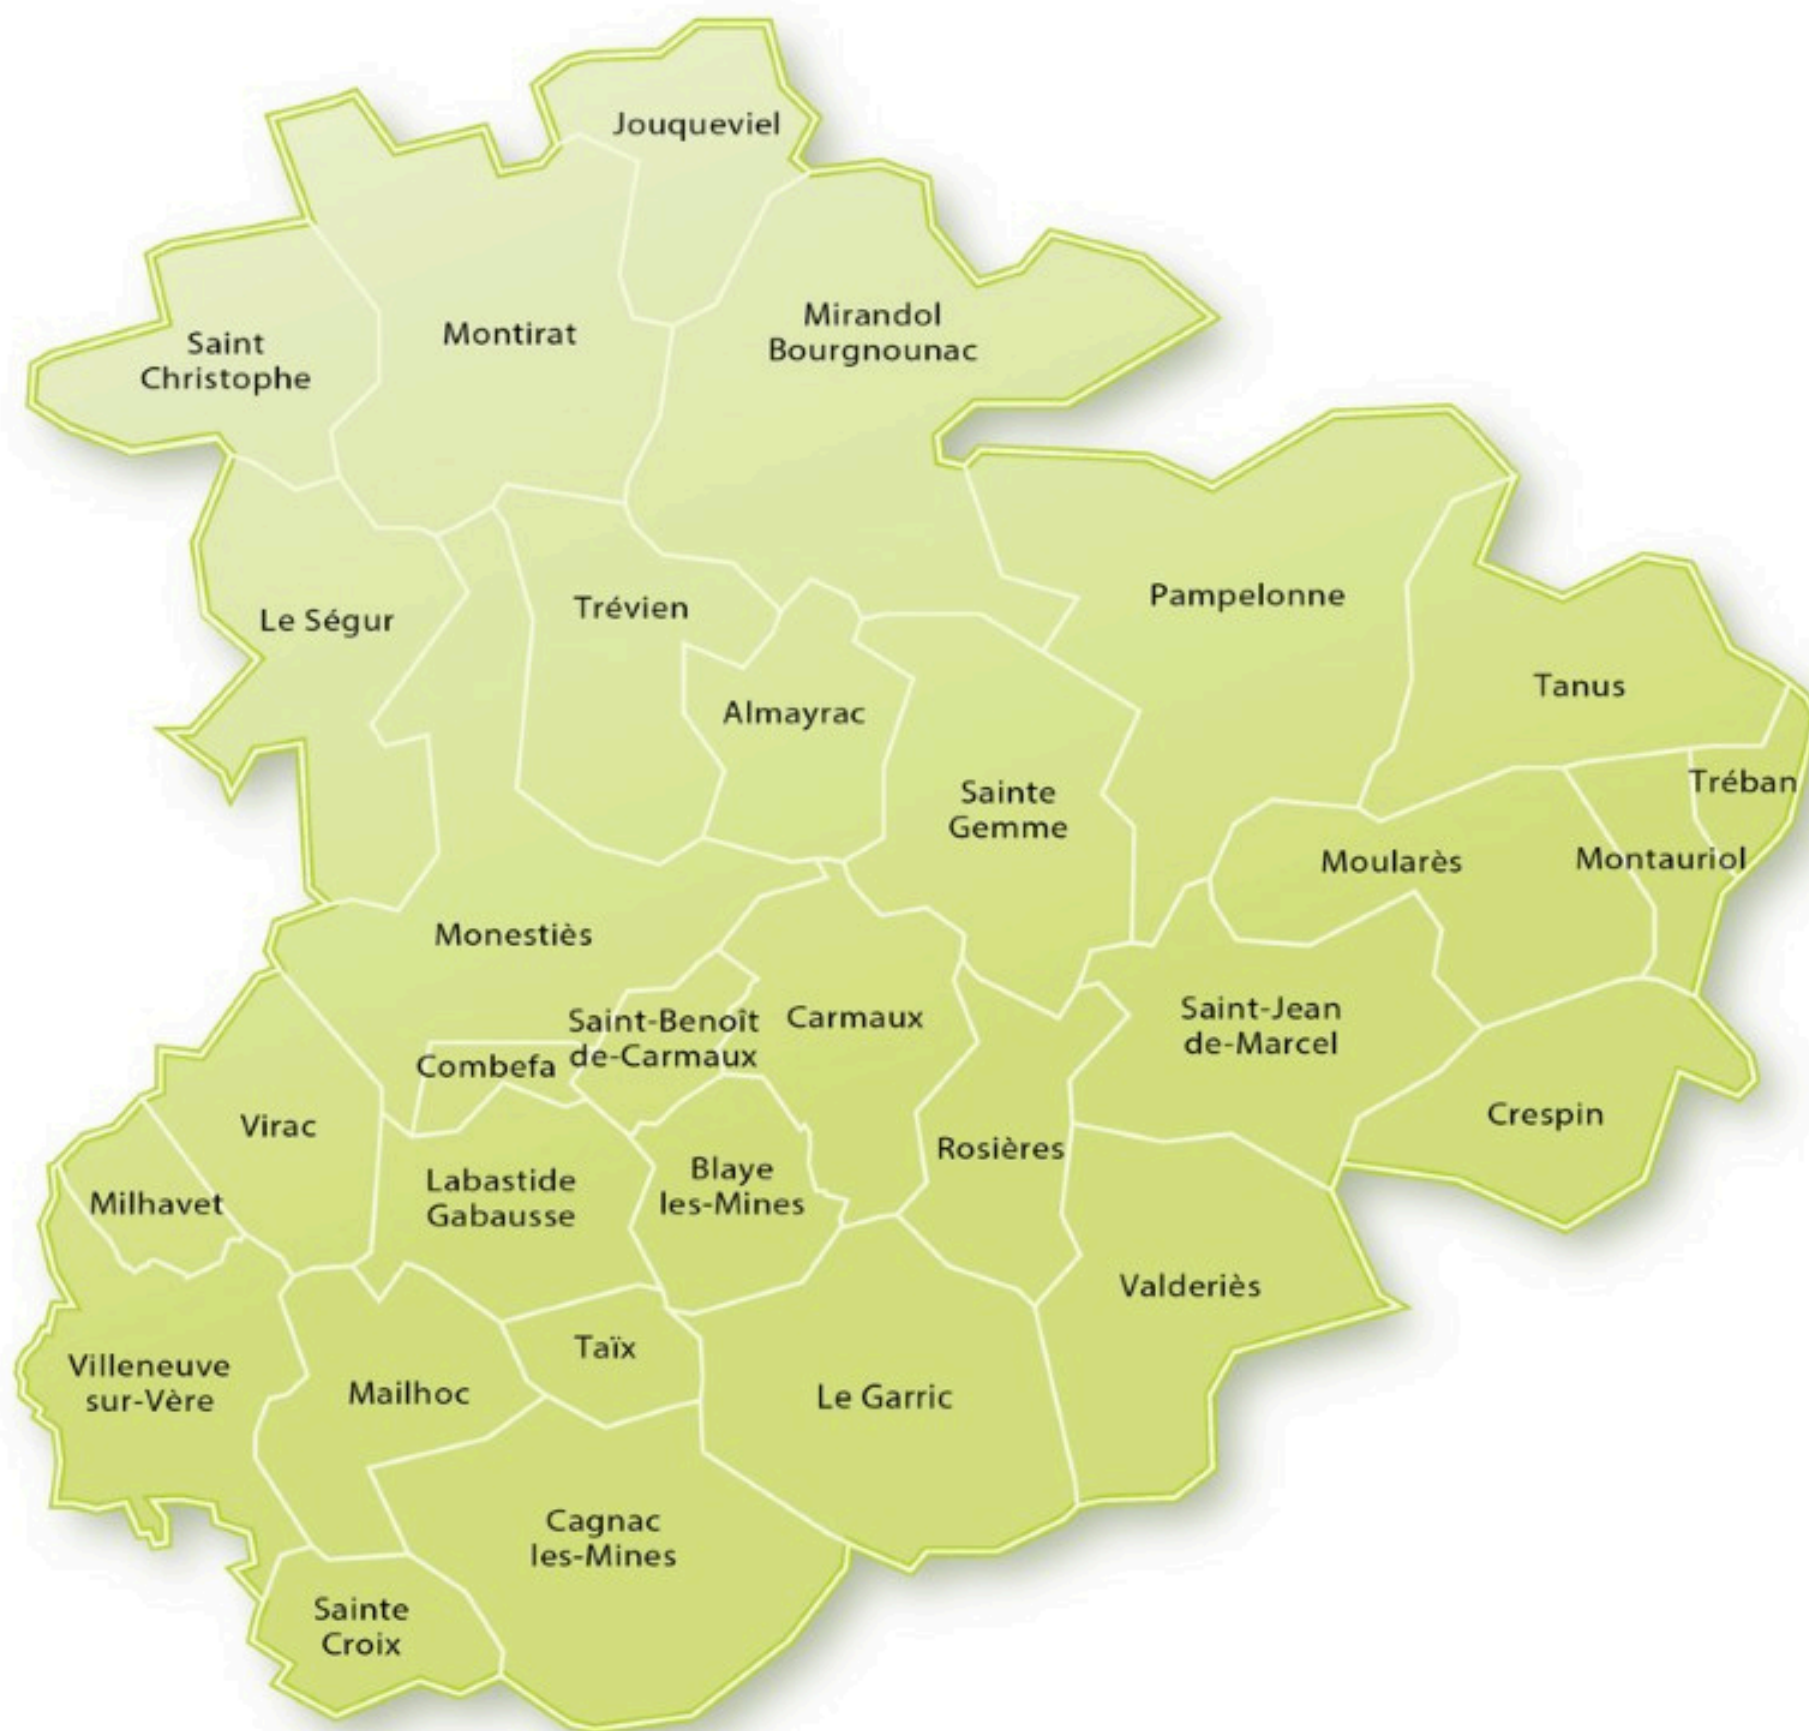 Jouqueviel
Mirandol
Bourgnounac
Montirat
Saint
Christophe
Pampelonne
Trévien
Le Ségur
Tanus
Almayrac
Tréban
Sainte
Gemme
Montauriol
Moularès
Monestiès
Saint-Jean
de-Marcel
Carmaux
Saint-Benoît
de-Carmaux
Combefa
Crespin
Virac
Rosières
Blaye
les-Mines
Labastide
Gabausse
Milhavet
Valderiès
Taïx
Villeneuve
sur-Vère
Mailhoc
Le Garric
Cagnac
les-Mines
Sainte
Croix